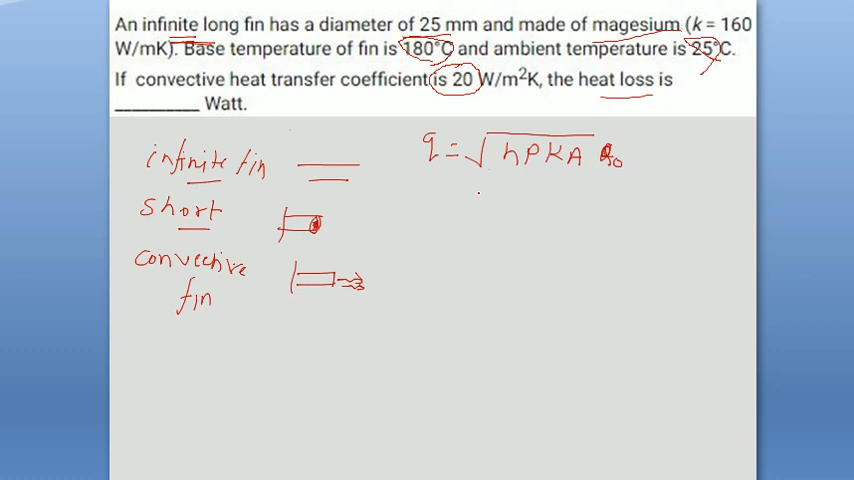 An infinite long fin has a diameter of 25 mm and made of magesium (k = 160
W/mK). Base temperature of fin is 180°C and ambient temperature is 25°C.
If convective heat transfer coefficient is 20 W/m²K, the heat loss is
__________ Watt.
infinite fin
q = √hPKA θ₀
short
convective
fin